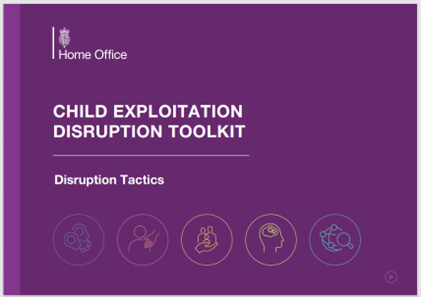 Home Office
CHILD EXPLOITATION
DISRUPTION TOOLKIT
Disruption Tactics